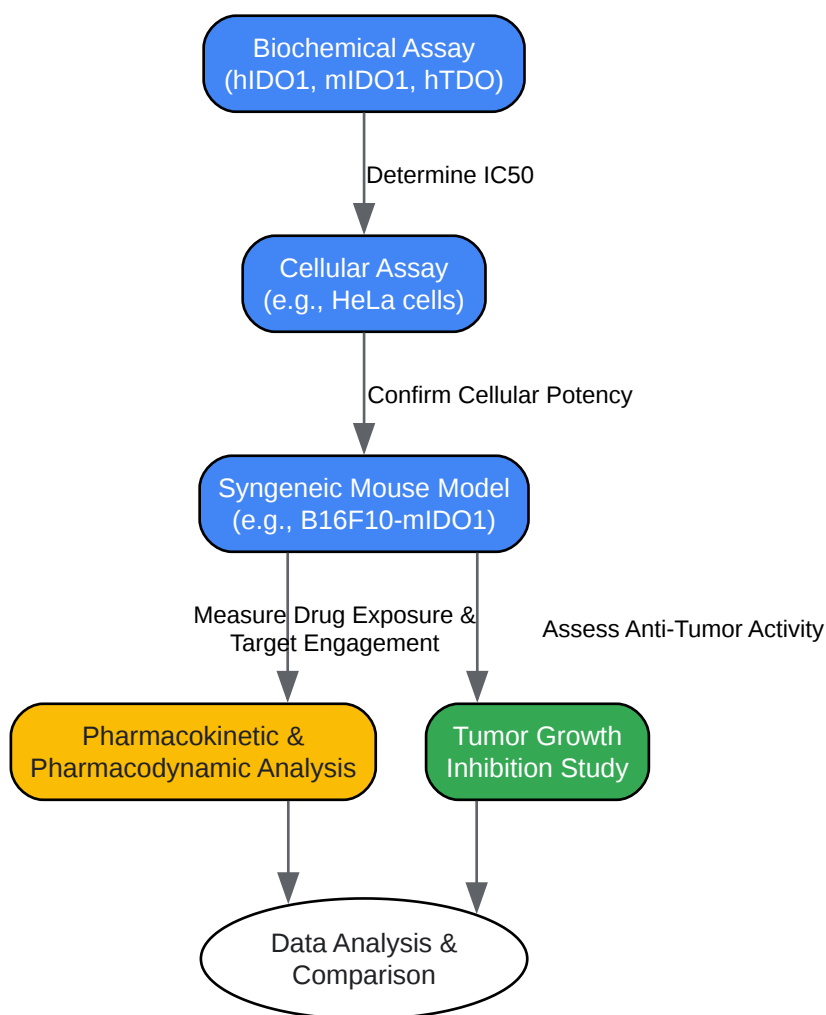 Biochemical Assay
(hIDO1, mIDO1, hTDO)
Determine IC50
Cellular Assay
(e.g., HeLa cells)
Confirm Cellular Potency
Syngeneic Mouse Model
(e.g., B16F10-mIDO1)
Measure Drug Exposure &
Target Engagement
Assess Anti-Tumor Activity
Pharmacokinetic &
Pharmacodynamic Analysis
Tumor Growth
Inhibition Study
Data Analysis &
Comparison